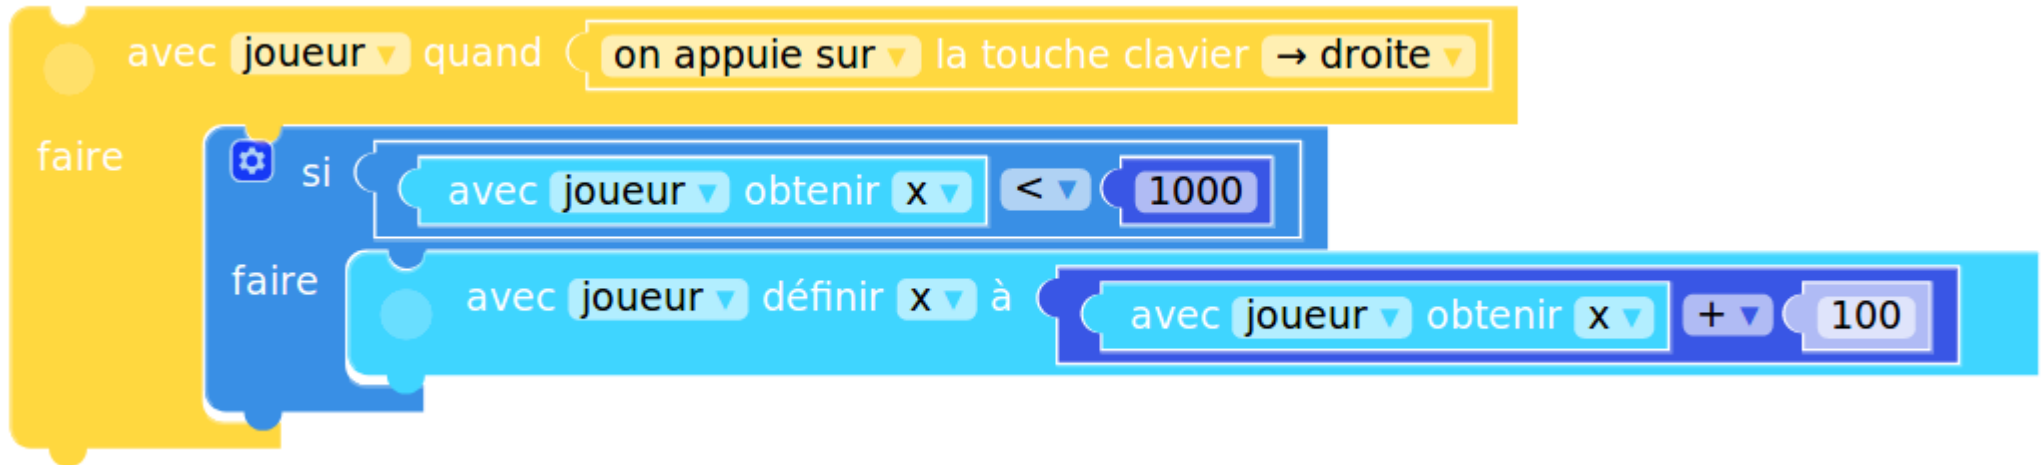 avec joueur ▾ quand on appuie sur ▾ la touche clavier → droite ▾
faire si avec joueur ▾ obtenir x ▾ < ▾ 1000
faire avec joueur ▾ définir x ▾ à avec joueur ▾ obtenir x ▾ + ▾ 100